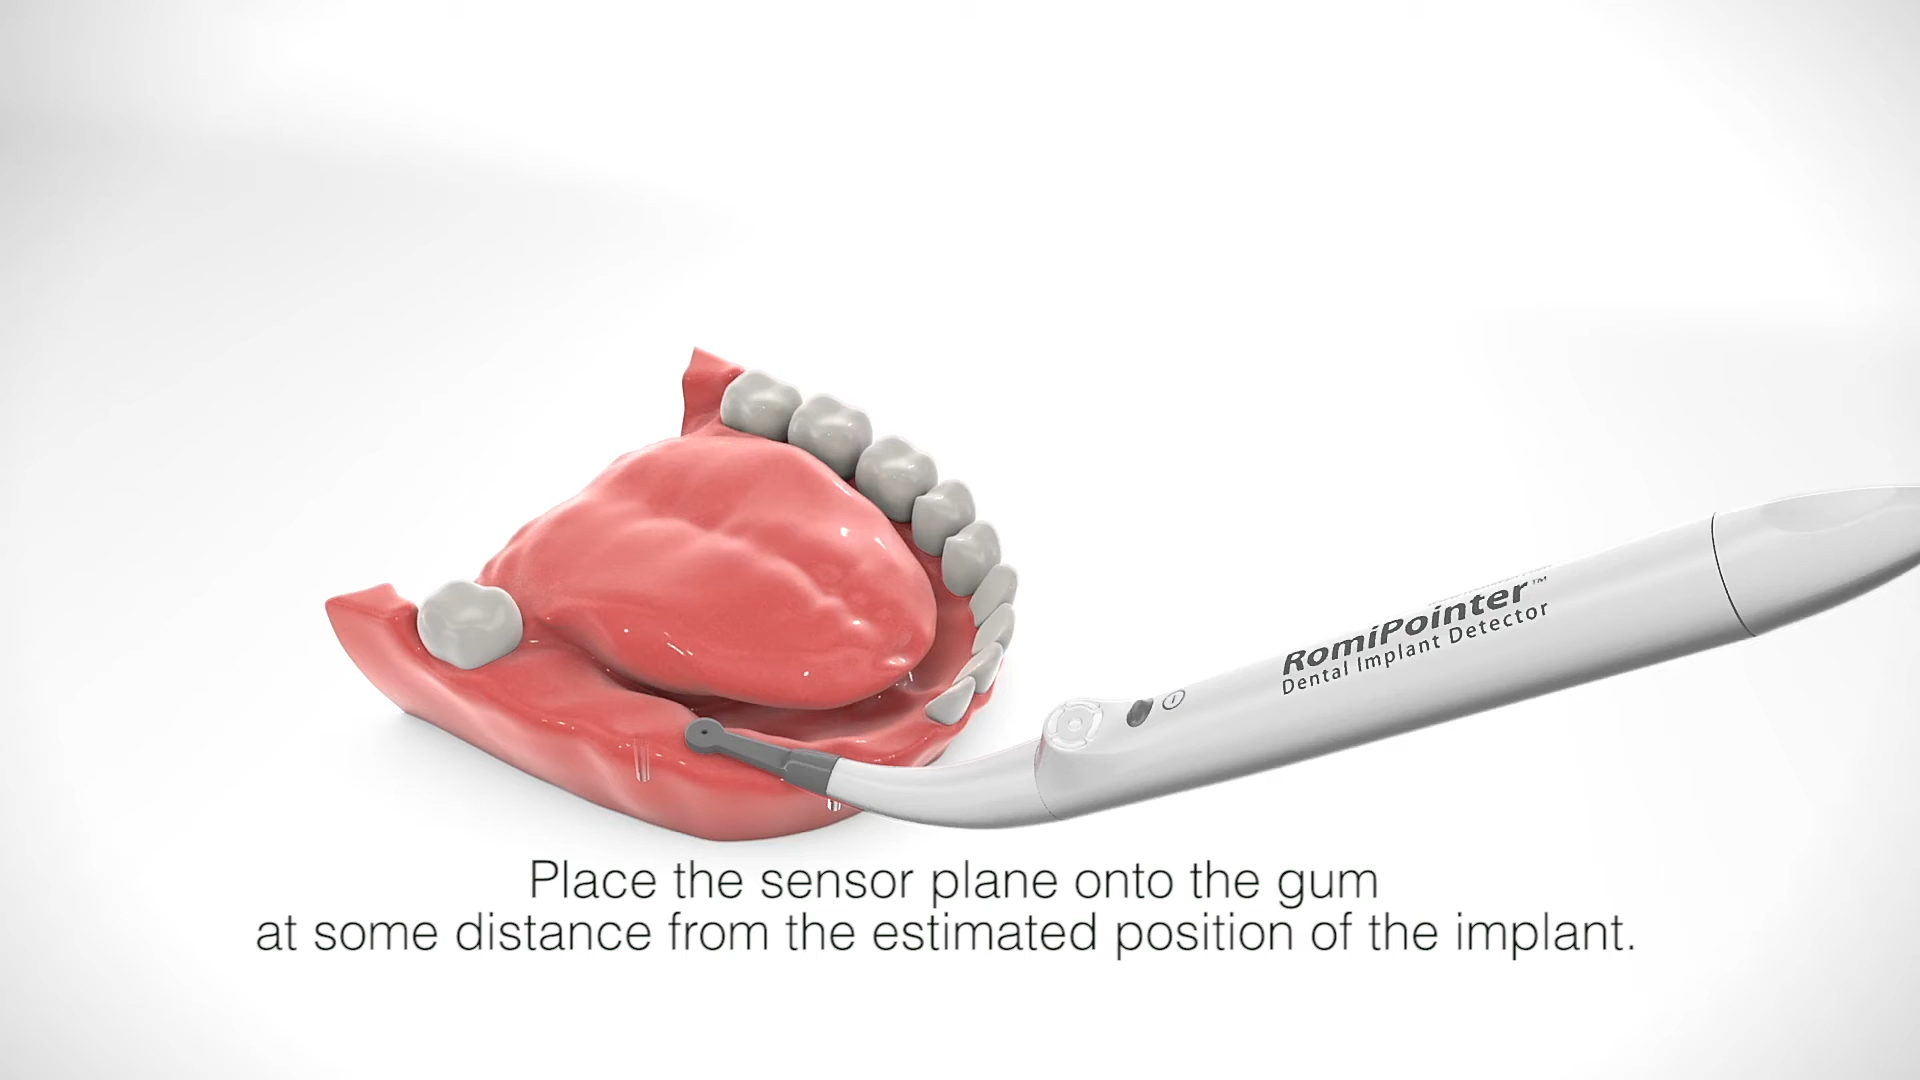 RomiPointer™
Dental Implant Detector
Place the sensor plane onto the gum
at some distance from the estimated position of the implant.